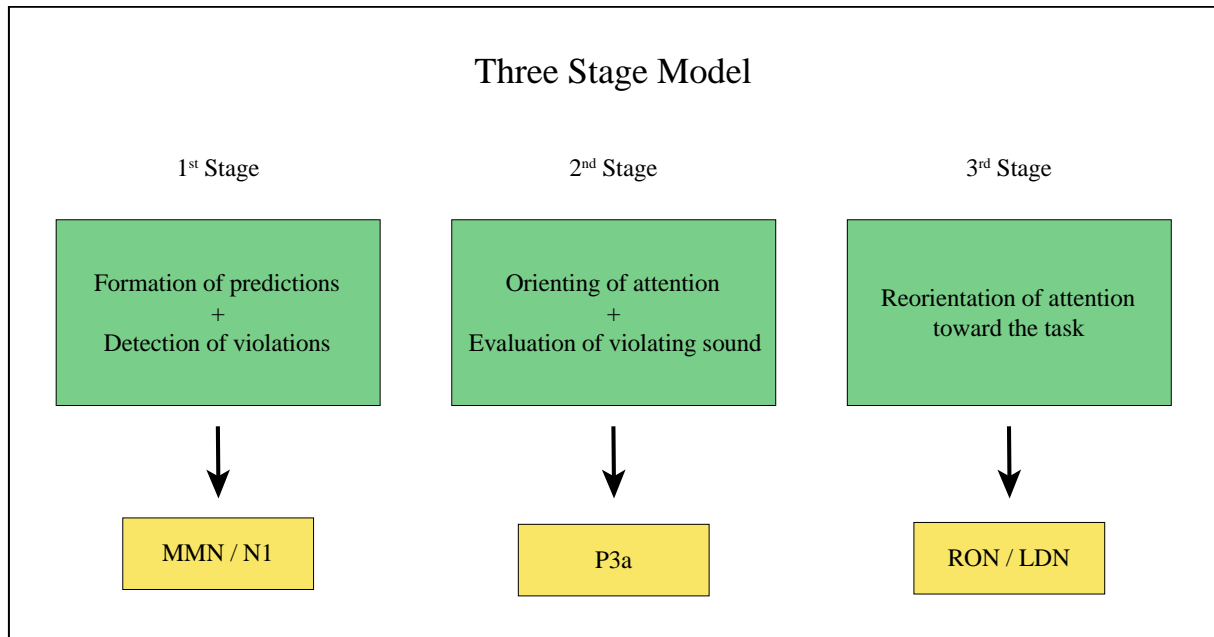 Three Stage Model
1st Stage
2nd Stage
3rd Stage
Formation of predictions
+
Detection of violations
Orienting of attention
+
Evaluation of violating sound
Reorientation of attention
toward the task
MMN / N1
P3a
RON / LDN